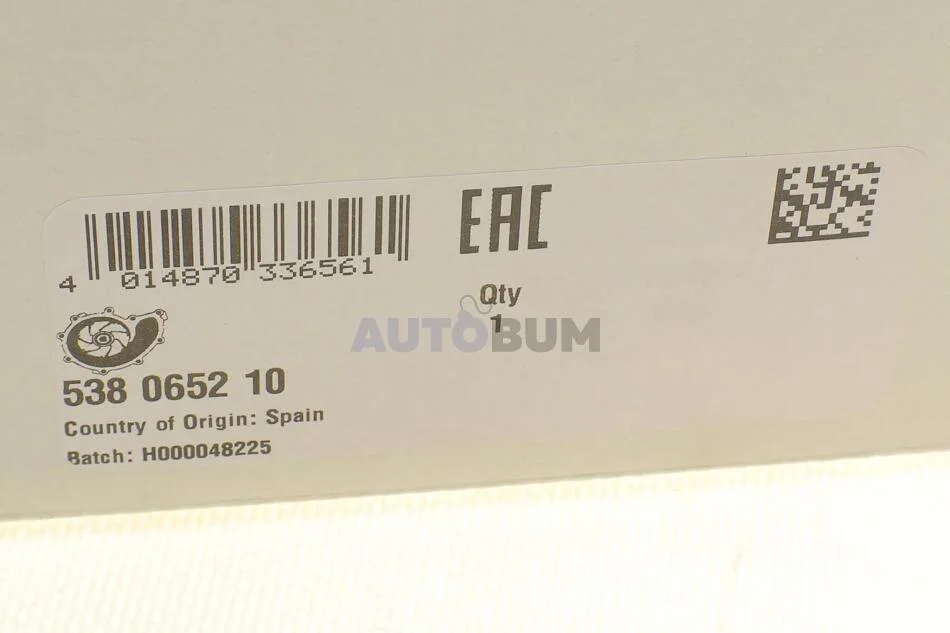 4 014870 336561
EAC
Qty
1
AUTOBUM
538 0652 10
Country of Origin: Spain
Batch: H000048225